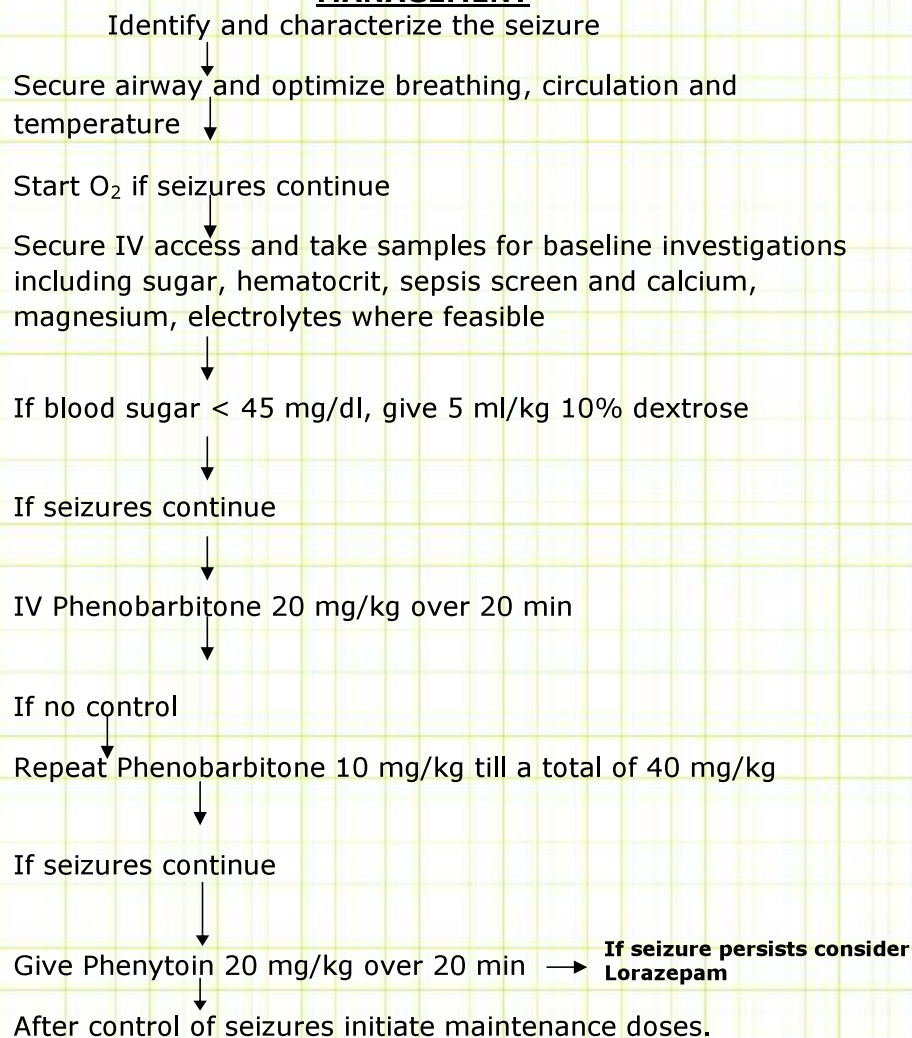 MANAGEMENT
Identify and characterize the seizure
Secure airway and optimize breathing, circulation and
temperature
Start O₂ if seizures continue
Secure IV access and take samples for baseline investigations
including sugar, hematocrit, sepsis screen and calcium,
magnesium, electrolytes where feasible
If blood sugar < 45 mg/dl, give 5 ml/kg 10% dextrose
If seizures continue
IV Phenobarbitone 20 mg/kg over 20 min
If no control
Repeat Phenobarbitone 10 mg/kg till a total of 40 mg/kg
If seizures continue
Give Phenytoin 20 mg/kg over 20 min
If seizure persists consider
Lorazepam
After control of seizures initiate maintenance doses.